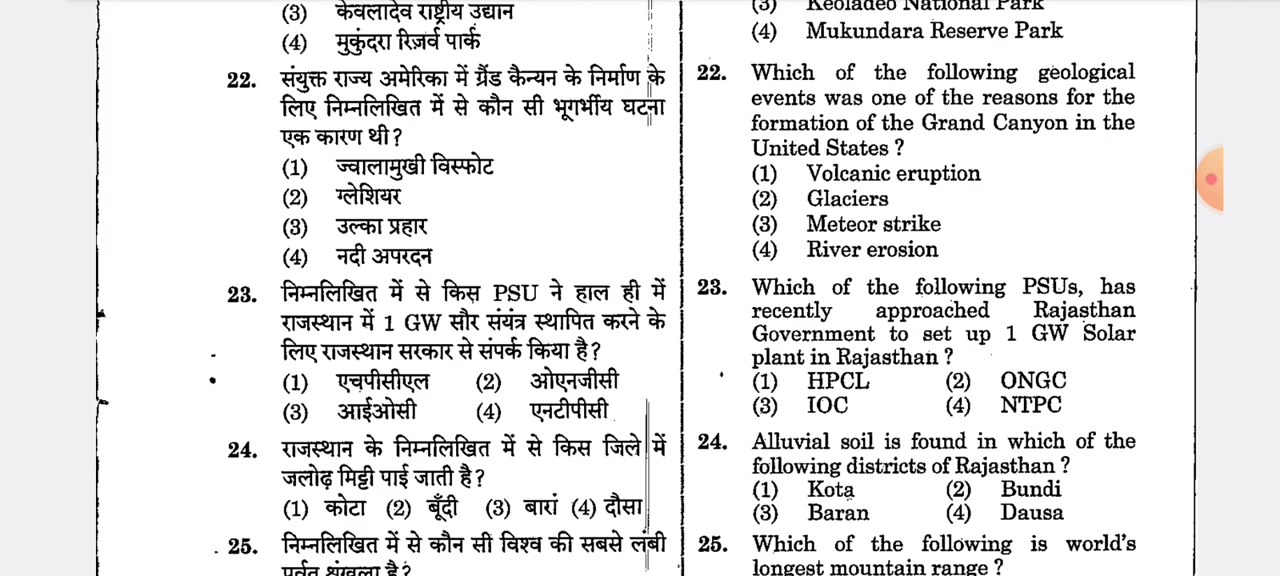 (3) केवलादेव राष्ट्रीय उद्यान
(4) मुकुंदरा रिज़र्व पार्क
22. संयुक्त राज्य अमेरिका में ग्रैंड कैन्यन के निर्माण के
लिए निम्नलिखित में से कौन सी भूगर्भीय घटना
एक कारण थी ?
(1) ज्वालामुखी विस्फोट
(2) ग्लेशियर
(3) उल्का प्रहार
(4) नदी अपरदन
23. निम्नलिखित में से किस PSU ने हाल ही में
राजस्थान में 1 GW सौर संयंत्र स्थापित करने के
लिए राजस्थान सरकार से संपर्क किया है ?
(1) एचपीसीएल (2) ओएनजीसी
(3) आईओसी (4) एनटीपीसी
24. राजस्थान के निम्नलिखित में से किस जिले में
जलोढ़ मिट्टी पाई जाती है ?
(1) कोटा (2) बूँदी (3) बारां (4) दौसा
25. निम्नलिखित में से कौन सी विश्व की सबसे लंबी
पर्वत शृंखला है ?
(3) Keoladeo National Park
(4) Mukundara Reserve Park
22. Which of the following geological
events was one of the reasons for the
formation of the Grand Canyon in the
United States ?
(1) Volcanic eruption
(2) Glaciers
(3) Meteor strike
(4) River erosion
23. Which of the following PSUs, has
recently approached Rajasthan
Government to set up 1 GW Solar
plant in Rajasthan ?
(1) HPCL (2) ONGC
(3) IOC (4) NTPC
24. Alluvial soil is found in which of the
following districts of Rajasthan ?
(1) Kota (2) Bundi
(3) Baran (4) Dausa
25. Which of the following is world's
longest mountain range ?